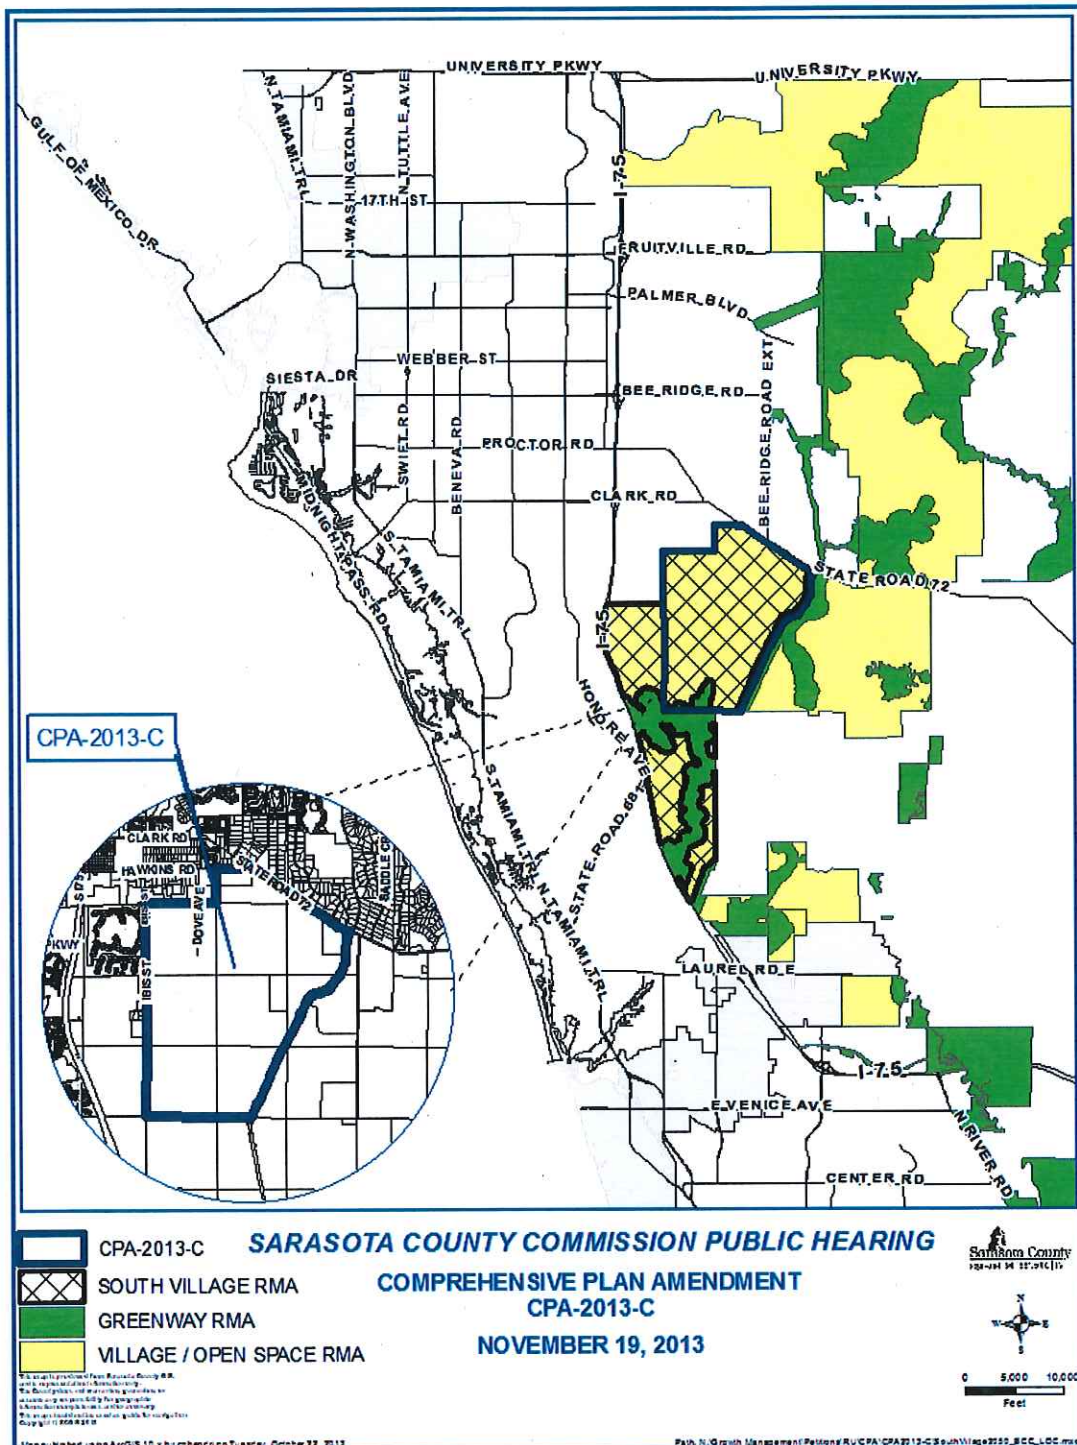 UNIVERSITY PKWY
UNIVERSITY PKWY
N TAMIAMI TRL
N WASHINGTON BLVD
N TUTTLE AVE
GULF OF MEXICO DR
I-75
17TH ST
FRUITVILLE RD
PALMER BLVD
WEBBER ST
SIESTA DR
BEE RIDGE RD
BEE RIDGE ROAD EXT
SWIFT RD
BENEVA RD
PROCTOR RD
CLARK RD
MIDNIGHT PASS RD
S TAMIAMI TRL
STATE ROAD 72
I-75
HONORE AVE
CPA-2013-C
STATE ROAD 681
S TAMIAMI TRL
N TAMIAMI TRL
CLARK RD
HAWKINS RD
STATE ROAD 72
IBIS ST
DOVE AVE
PKWY
IBIS ST
LAUREL RD E
I-75
E VENICE AVE
N RIVER RD
CENTER RD
CPA-2013-C
SOUTH VILLAGE RMA
GREENWAY RMA
VILLAGE / OPEN SPACE RMA
SARASOTA COUNTY COMMISSION PUBLIC HEARING
COMPREHENSIVE PLAN AMENDMENT
CPA-2013-C
NOVEMBER 19, 2013
Sarasota County
N
W E
S
0 5,000 10,000
Feet